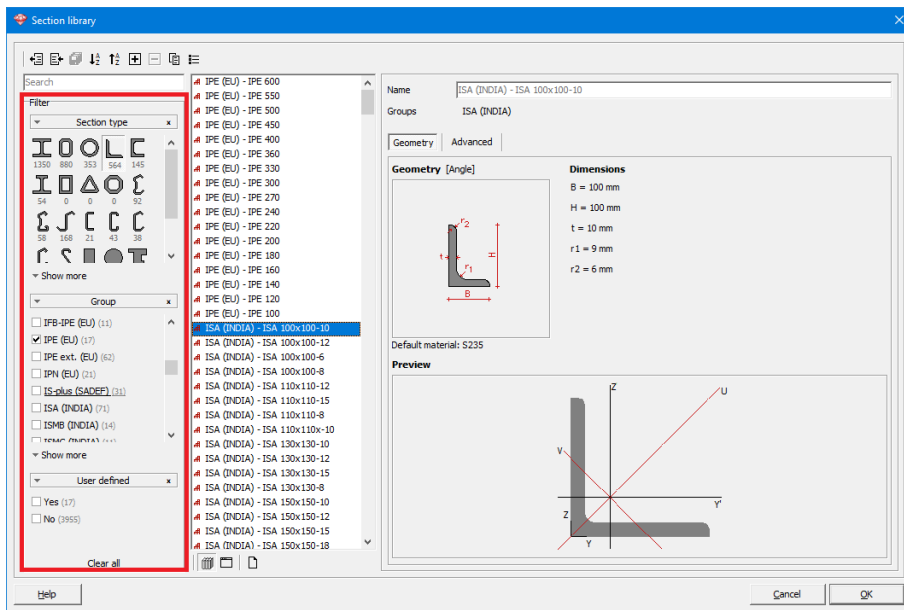 Section library
Search
Filter
Section type
1350 880 353 564 145
54 0 0 0 92
58 168 21 43 38
Show more
Group
IFB-IPE (EU) (11)
IPE (EU) (17)
IPE ext. (EU) (62)
IPN (EU) (21)
IS-plus (SADEF) (31)
ISA (INDIA) (71)
ISMB (INDIA) (14)
Show more
User defined
Yes (17)
No (3955)
Clear all
IPE (EU) - IPE 600
IPE (EU) - IPE 550
IPE (EU) - IPE 500
IPE (EU) - IPE 450
IPE (EU) - IPE 400
IPE (EU) - IPE 360
IPE (EU) - IPE 330
IPE (EU) - IPE 300
IPE (EU) - IPE 270
IPE (EU) - IPE 240
IPE (EU) - IPE 220
IPE (EU) - IPE 200
IPE (EU) - IPE 180
IPE (EU) - IPE 160
IPE (EU) - IPE 140
IPE (EU) - IPE 120
IPE (EU) - IPE 100
ISA (INDIA) - ISA 100x100-10
ISA (INDIA) - ISA 100x100-12
ISA (INDIA) - ISA 100x100-6
ISA (INDIA) - ISA 100x100-8
ISA (INDIA) - ISA 110x110-12
ISA (INDIA) - ISA 110x110-15
ISA (INDIA) - ISA 110x110-8
ISA (INDIA) - ISA 110x110x-10
ISA (INDIA) - ISA 130x130-10
ISA (INDIA) - ISA 130x130-12
ISA (INDIA) - ISA 130x130-15
ISA (INDIA) - ISA 130x130-8
ISA (INDIA) - ISA 150x150-10
ISA (INDIA) - ISA 150x150-12
ISA (INDIA) - ISA 150x150-15
ISA (INDIA) - ISA 150x150-18
Name ISA (INDIA) - ISA 100x100-10
Groups ISA (INDIA)
Geometry Advanced
Geometry [Angle]
r2
t
H
r1
B
Dimensions
B = 100 mm
H = 100 mm
t = 10 mm
r1 = 9 mm
r2 = 6 mm
Default material: S235
Preview
Z
U
V
Y'
Z
Y
Help
Cancel
OK